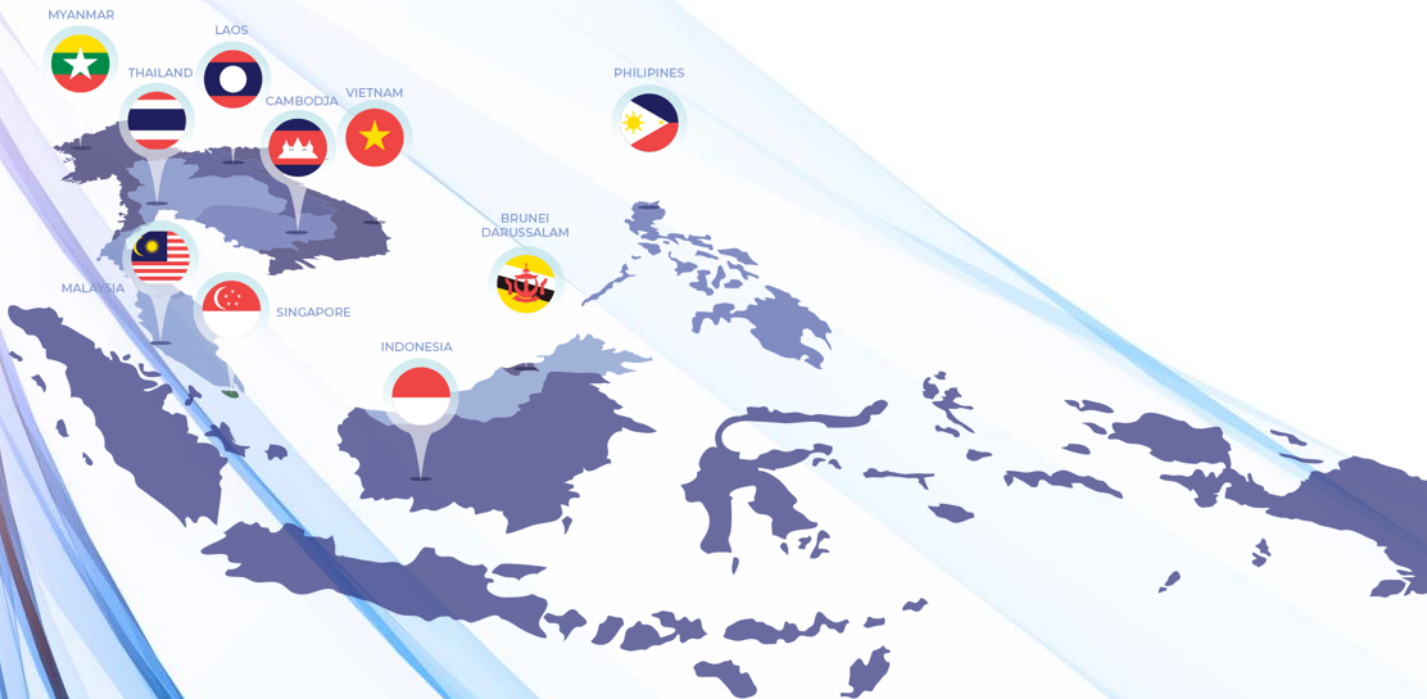 MYANMAR
LAOS
THAILAND
PHILIPINES
VIETNAM
CAMBODJA
BRUNEI
DARUSSALAM
MALAYSIA
SINGAPORE
INDONESIA